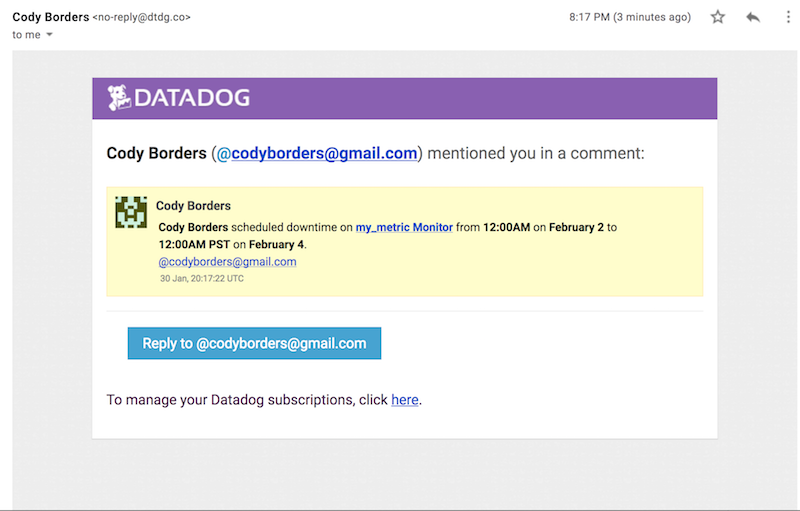 Cody Borders <no-reply@dtdg.co> 8:17 PM (3 minutes ago)
to me
DATADOG
Cody Borders (@codyborders@gmail.com) mentioned you in a comment:
Cody Borders
Cody Borders scheduled downtime on my_metric Monitor from 12:00AM on February 2 to
12:00AM PST on February 4.
@codyborders@gmail.com
30 Jan, 20:17:22 UTC
Reply to @codyborders@gmail.com
To manage your Datadog subscriptions, click here.